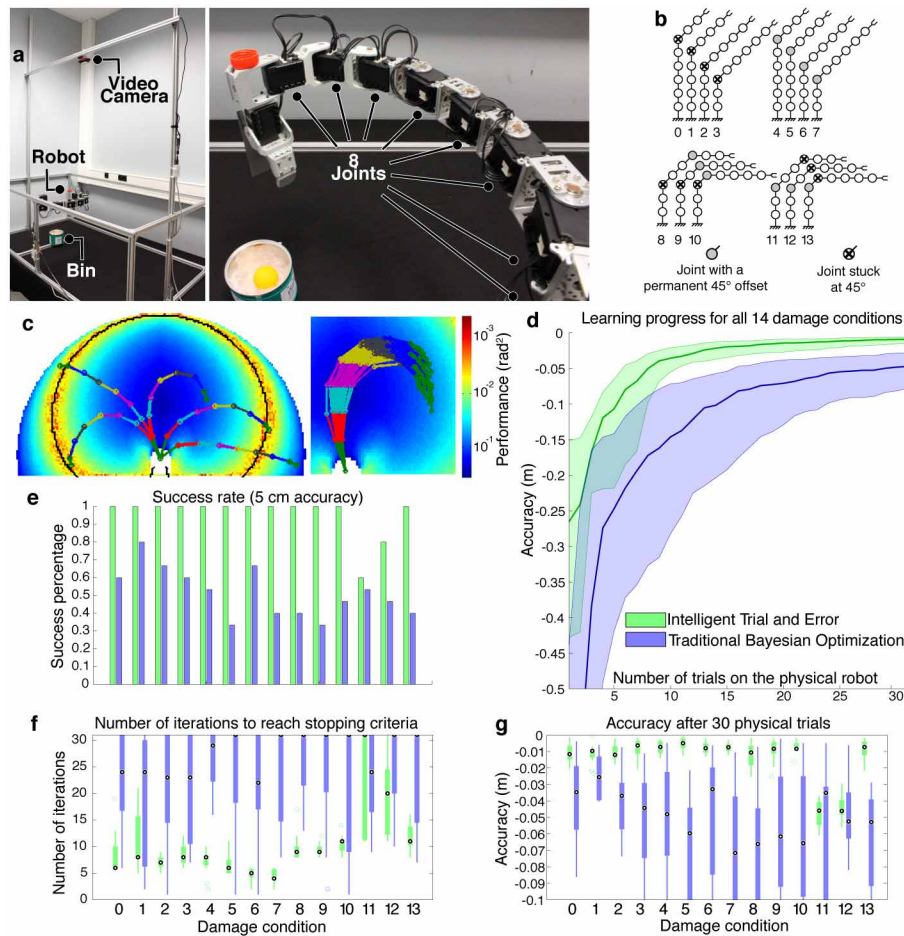 a
Video
Camera
Robot
Bin
8
Joints
b
0 1 2 3
4 5 6 7
8 9 10
11 12 13
Joint with a
permanent 45° offset
Joint stuck
at 45°
c
10⁻³
10⁻²
10⁻¹
Performance (rad²)
d
Learning progress for all 14 damage conditions
0
-0.05
-0.1
-0.15
-0.2
-0.25
-0.3
-0.35
-0.4
-0.45
-0.5
Accuracy (m)
Intelligent Trial and Error
Traditional Bayesian Optimization
Number of trials on the physical robot
5 10 15 20 25 30
e
Success rate (5 cm accuracy)
Success percentage
1
0.9
0.8
0.7
0.6
0.5
0.4
0.3
0.2
0.1
0
f
Number of iterations to reach stopping criteria
Number of iterations
30
25
20
15
10
5
0
0 1 2 3 4 5 6 7 8 9 10 11 12 13
Damage condition
g
Accuracy after 30 physical trials
Accuracy (m)
0
-0.01
-0.02
-0.03
-0.04
-0.05
-0.06
-0.07
-0.08
-0.09
-0.1
0 1 2 3 4 5 6 7 8 9 10 11 12 13
Damage condition